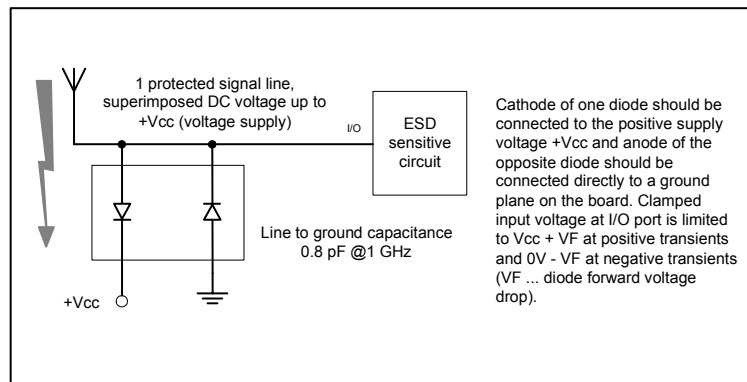 1 protected signal line,
superimposed DC voltage up to
+Vcc (voltage supply)
I/O
ESD
sensitive
circuit
Line to ground capacitance
0.8 pF @1 GHz
+Vcc
Cathode of one diode should be
connected to the positive supply
voltage +Vcc and anode of the
opposite diode should be
connected directly to a ground
plane on the board. Clamped
input voltage at I/O port is limited
to Vcc + VF at positive transients
and 0V - VF at negative transients
(VF ... diode forward voltage
drop).